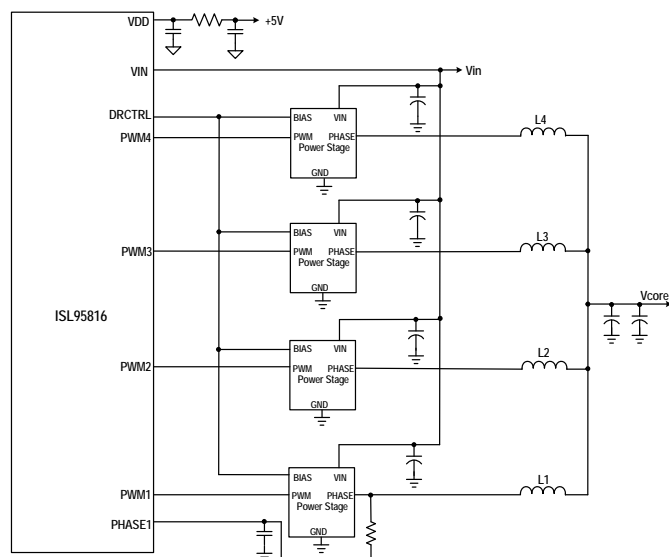 VDD
+5V
VIN
Vin
DRCTRL
BIAS VIN
L4
PWM4
PWM PHASE
Power Stage
GND
BIAS VIN
L3
PWM3
PWM PHASE
Power Stage
GND
Vcore
ISL95816
BIAS VIN
L2
PWM2
PWM PHASE
Power Stage
GND
BIAS VIN
L1
PWM1
PWM PHASE
Power Stage
PHASE1
GND